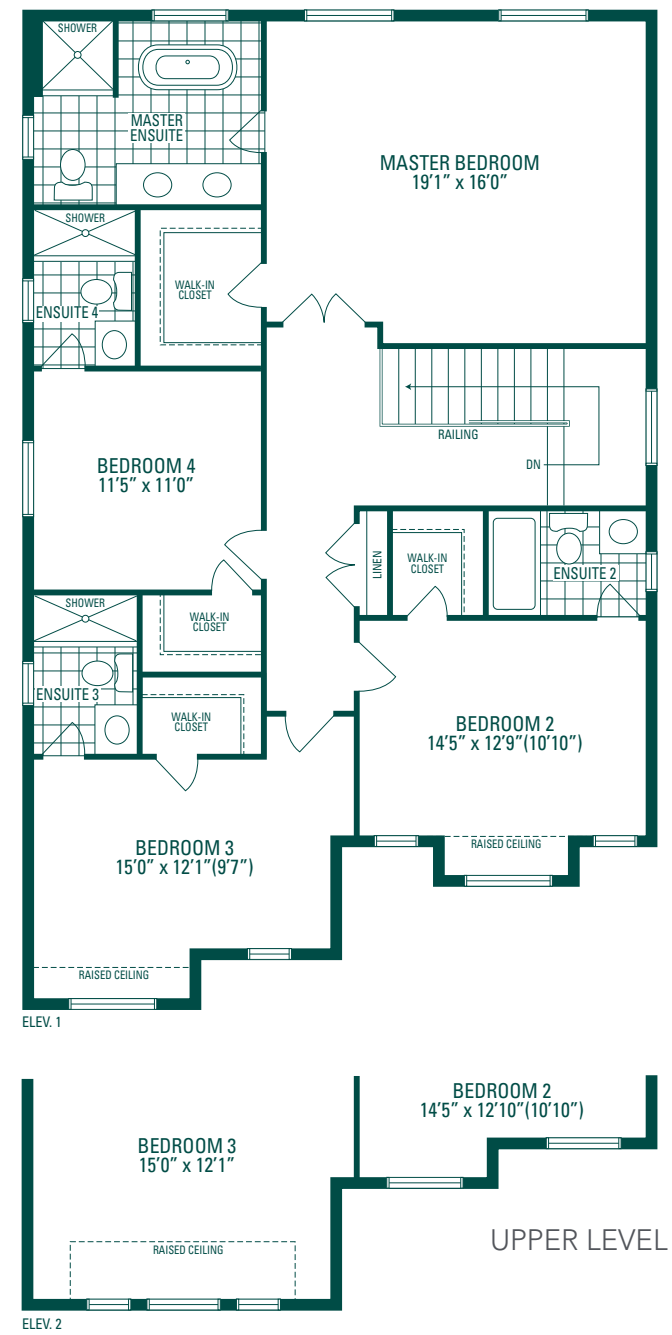 SHOWER
MASTER
ENSUITE
MASTER BEDROOM
19’1” x 16’0”
SHOWER
WALK-IN
CLOSET
ENSUITE 4
RAILING
BEDROOM 4
11’5” x 11’0”
DN
LINEN
WALK-IN
CLOSET
ENSUITE 2
SHOWER
WALK-IN
CLOSET
ENSUITE 3
WALK-IN
CLOSET
BEDROOM 2
14’5” x 12’9”(10’10”)
BEDROOM 3
15’0” x 12’1”(9’7”)
RAISED CEILING
RAISED CEILING
ELEV. 1
BEDROOM 2
14’5” x 12’10”(10’10”)
BEDROOM 3
15’0” x 12’1”
RAISED CEILING
UPPER LEVEL
ELEV. 2